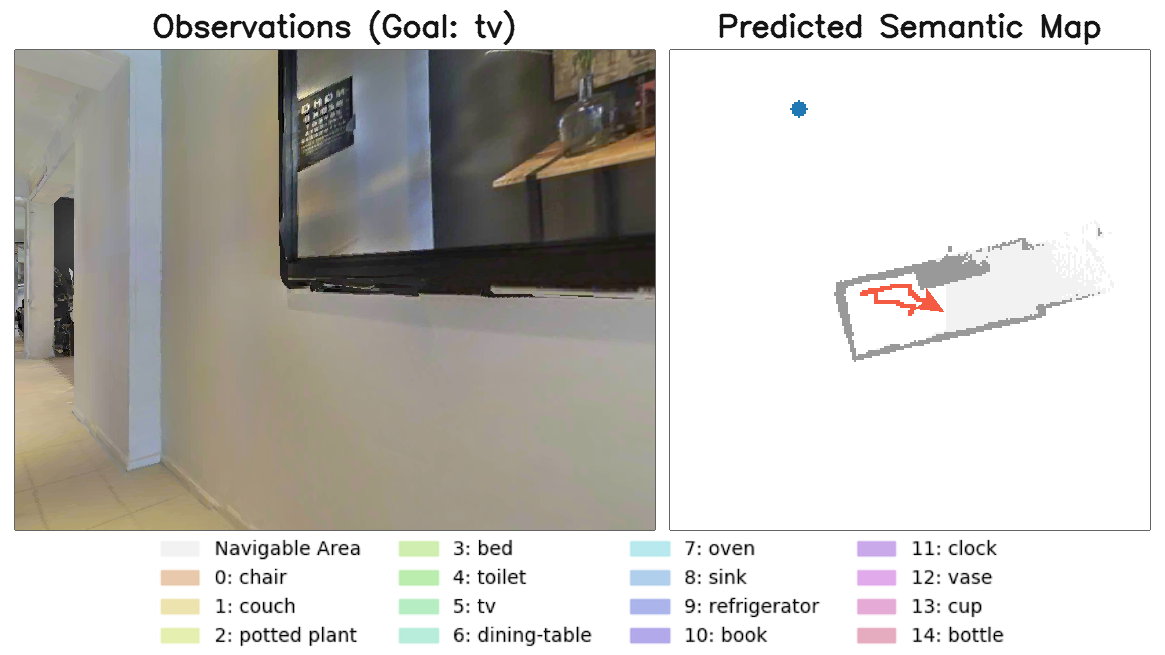 Observations (Goal: tv)
Predicted Semantic Map
Navigable Area
0: chair
1: couch
2: potted plant
3: bed
4: toilet
5: tv
6: dining-table
7: oven
8: sink
9: refrigerator
10: book
11: clock
12: vase
13: cup
14: bottle